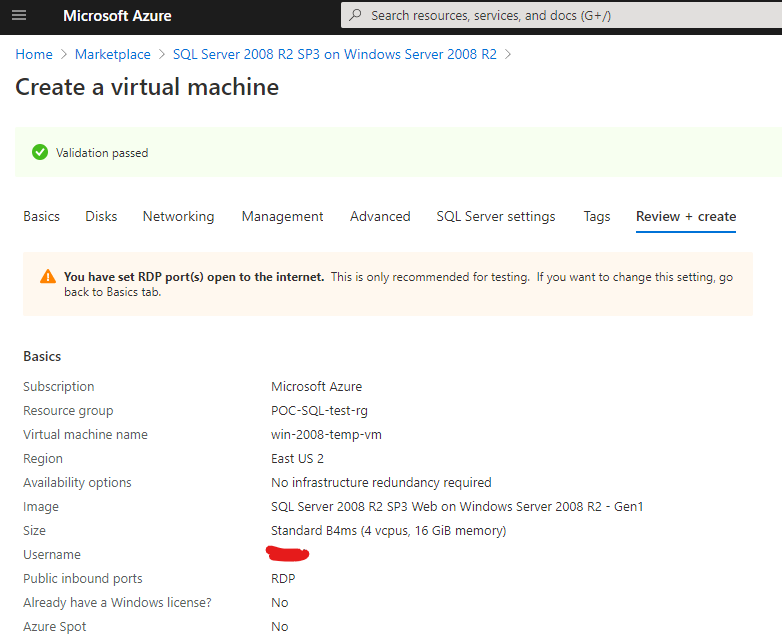 Microsoft Azure
Search resources, services, and docs (G+/)
Home > Marketplace > SQL Server 2008 R2 SP3 on Windows Server 2008 R2 >
Create a virtual machine
Validation passed
Basics Disks Networking Management Advanced SQL Server settings Tags Review + create
You have set RDP port(s) open to the internet. This is only recommended for testing. If you want to change this setting, go
back to Basics tab.
Basics
Subscription Microsoft Azure
Resource group POC-SQL-test-rg
Virtual machine name win-2008-temp-vm
Region East US 2
Availability options No infrastructure redundancy required
Image SQL Server 2008 R2 SP3 Web on Windows Server 2008 R2 - Gen1
Size Standard B4ms (4 vcpus, 16 GiB memory)
Username
Public inbound ports RDP
Already have a Windows license? No
Azure Spot No